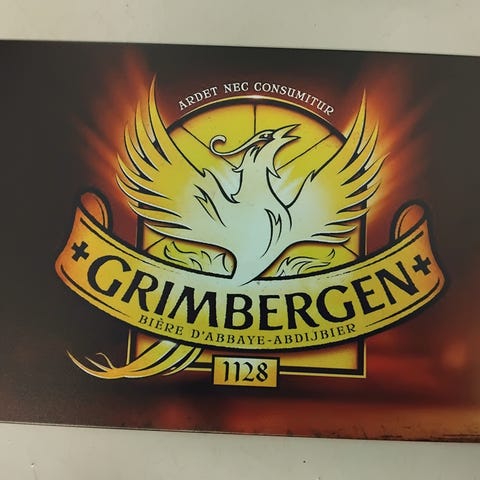 ARDET NEC CONSUMITUR
GRIMBERGEN
BIÈRE D'ABBAYE-ABDIJBIER
1128